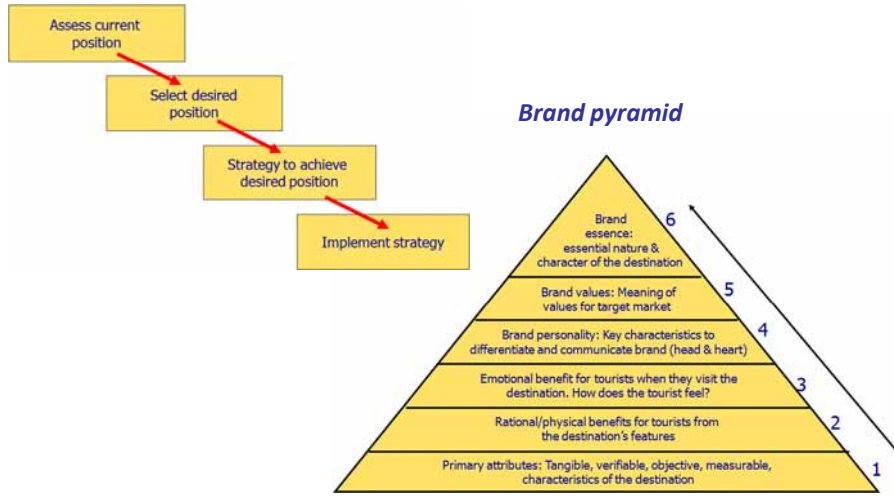 Assess current
position
Select desired
position
Strategy to achieve
desired position
Implement strategy
Brand pyramid
Brand
essence:
essential nature &
character of the destination
6
Brand values: Meaning of
values for target market
5
Brand personality: Key characteristics to
differentiate and communicate brand (head & heart)
4
Emotional benefit for tourists when they visit the
destination. How does the tourist feel?
3
Rational/physical benefits for tourists from
the destination's features
2
Primary attributes: Tangible, verifiable, objective, measurable,
characteristics of the destination
1